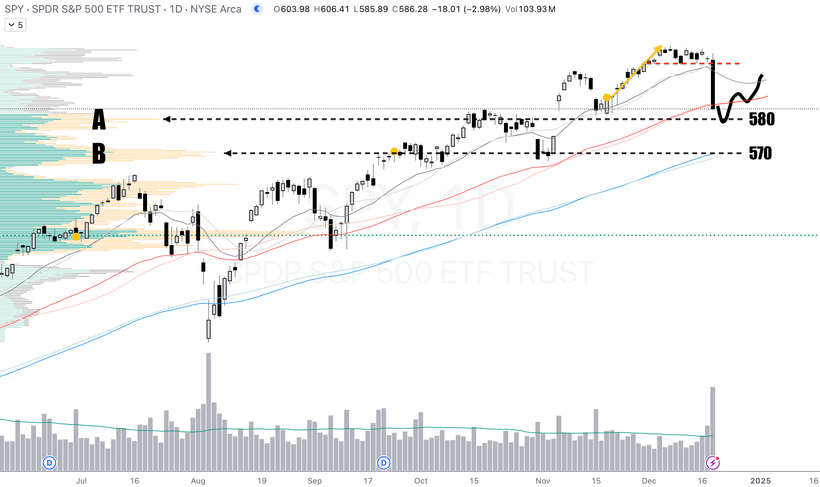 SPY · SPDR S&P 500 ETF TRUST · 1D · NYSE Arca O603.98 H606.41 L585.89 C586.28 −18.01 (−2.98%) Vol103.93M
5
A
580
B
570
SPY, 1D
SPDR S&P 500 ETF TRUST
D
D
Jul 16 Aug 19 Sep 17 Oct 15 Nov 15 Dec 16 2025 16